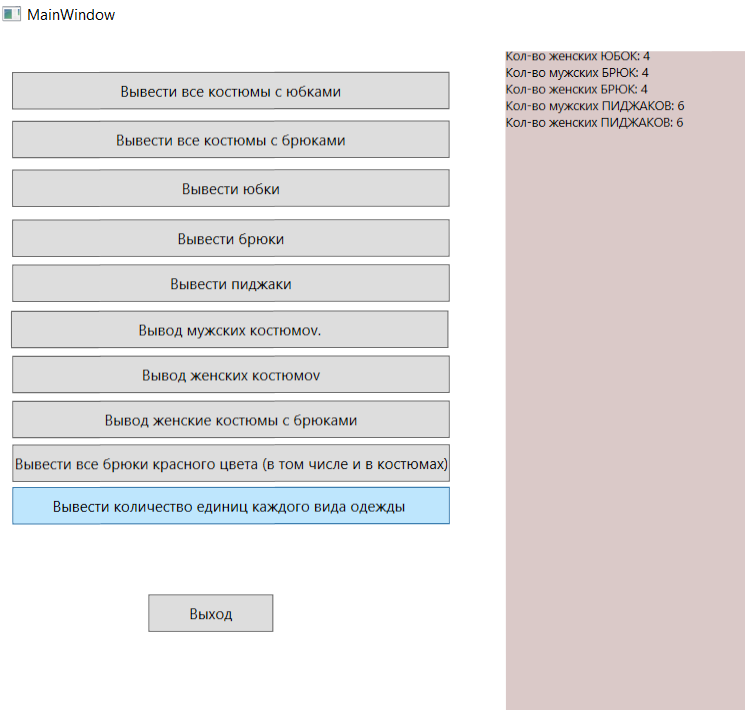 MainWindow
Вывести все костюмы с юбками
Вывести все костюмы с брюками
Вывести юбки
Вывести брюки
Вывести пиджаки
Вывод мужских костюмоv.
Вывод женских костюмоv
Вывод женские костюмы с брюками
Вывести все брюки красного цвета (в том числе и в костюмах)
Вывести количество единиц каждого вида одежды
Выход
Кол-во женских ЮБОК: 4
Кол-во мужских БРЮК: 4
Кол-во женских БРЮК: 4
Кол-во мужских ПИДЖАКОВ: 6
Кол-во женских ПИДЖАКОВ: 6